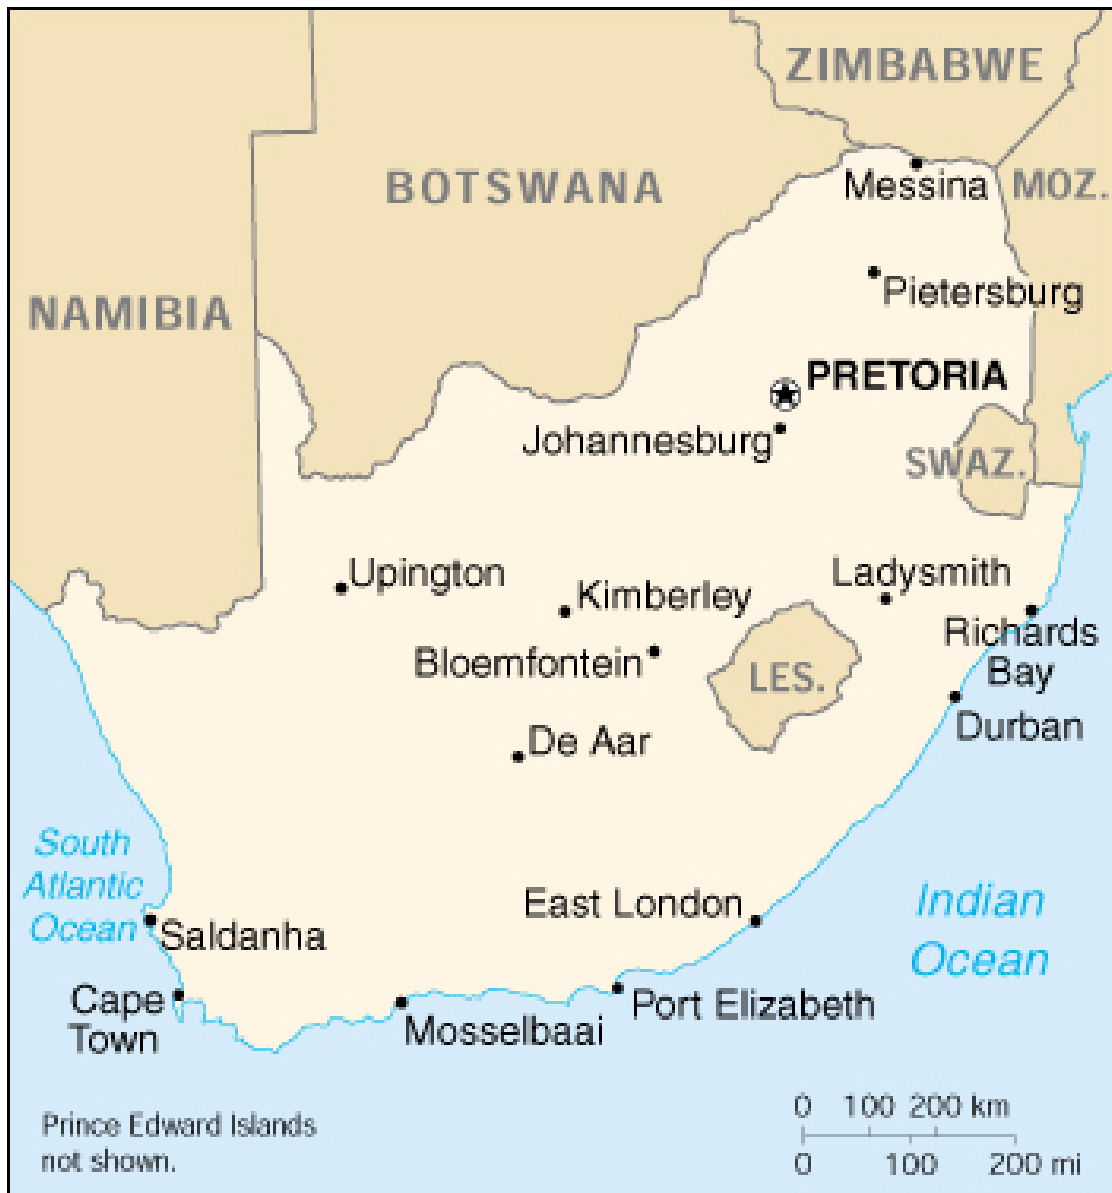 ZIMBABWE
BOTSWANA
Messina
MOZ.
NAMIBIA
Pietersburg
PRETORIA
Johannesburg
SWAZ.
Upington
Kimberley
Ladysmith
Richards
Bay
Bloemfontein
LES.
Durban
De Aar
South
Atlantic
Ocean
Saldanha
East London
Indian
Ocean
Cape
Town
Mosselbaai
Port Elizabeth
Prince Edward Islands
not shown.
0 100 200 km
0 100 200 mi